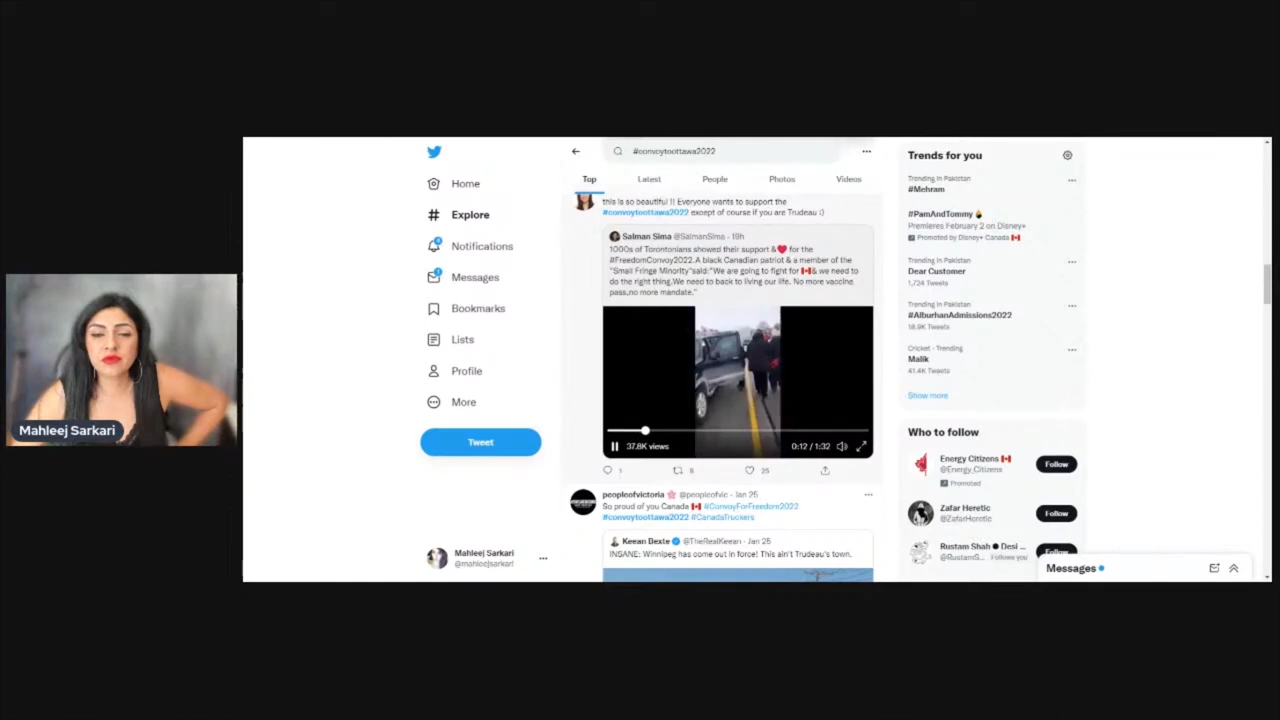 Mahleej Sarkari
Home
Explore
Notifications
Messages
Bookmarks
Lists
Profile
More
Tweet
Mahleej Sarkari
@mahleejsarkari
#convoytoottawa2022
Top
Latest
People
Photos
Videos
this is so beautiful !! Everyone wants to support the
#convoytoottawa2022 except of course if you are Trudeau :)
Salman Sima @SalmanSima · 19h
1000s of Torontonians showed their support &❤ for the
#FreedomConvoy2022.A black Canadian patriot & a member of the
"Small Fringe Minority"said:"We are going to fight for 🇨🇦& we need to
do the right thing.We need to back to living our life. No more vaccine
pass,no more mandate."
37.8K views
0:12 / 1:32
1
8
25
peopleofvictoria @peopleofvic · Jan 25
So proud of you Canada 🇨🇦 #ConvoyForFreedom2022
#convoytoottawa2022 #CanadaTruckers
Keean Bexte @TheRealKeean · Jan 25
INSANE: Winnipeg has come out in force! This ain't Trudeau's town.
Trends for you
Trending in Pakistan
#Mehram
#PamAndTommy
Premieres February 2 on Disney+
Promoted by Disney+ Canada 🇨🇦
Trending in Pakistan
Dear Customer
1,724 Tweets
Trending in Pakistan
#AlburhanAdmissions2022
18.9K Tweets
Cricket · Trending
Malik
41.4K Tweets
Show more
Who to follow
Energy Citizens 🇨🇦
@Energy_Citizens
Promoted
Follow
Zafar Heretic
@ZafarHeretic
Follow
Rustam Shah ● Desi ...
@RustamS... Follows you
Follow
Messages